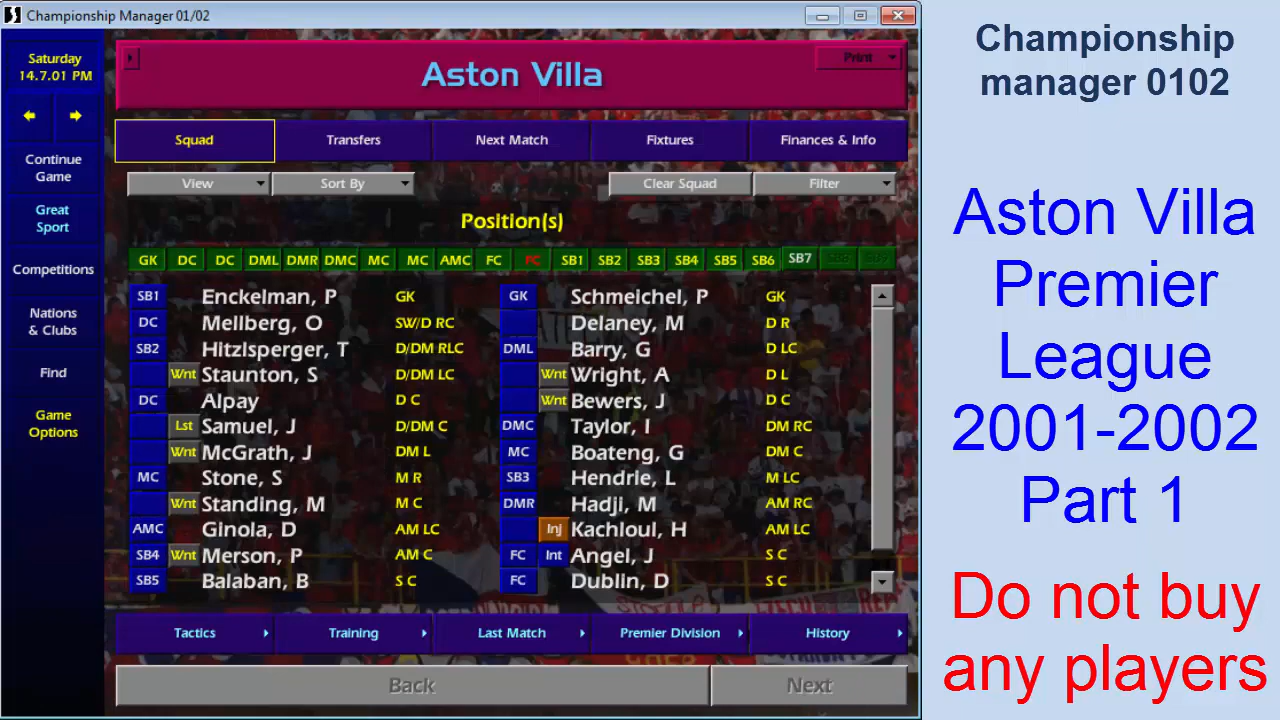 Championship Manager 01/02
Saturday
14.7.01 PM
Continue
Game
Great
Sport
Competitions
Nations
& Clubs
Find
Game
Options
Aston Villa
Print
Squad
Transfers
Next Match
Fixtures
Finances & Info
View
Sort By
Clear Squad
Filter
Position(s)
GK DC DC DML DMR DMC MC MC AMC FC FC SB1 SB2 SB3 SB4 SB5 SB6 SB7 SB8 SB9
SB1 Enckelman, P GK
GK Schmeichel, P GK
DC Mellberg, O SW/D RC
Delaney, M D R
SB2 Hitzlsperger, T D/DM RLC
DML Barry, G D LC
Wnt Staunton, S D/DM LC
Wnt Wright, A D L
DC Alpay D C
Wnt Bewers, J D C
Lst Samuel, J D/DM C
DMC Taylor, I DM RC
Wnt McGrath, J DM L
MC Boateng, G DM C
MC Stone, S M R
SB3 Hendrie, L M LC
Wnt Standing, M M C
DMR Hadji, M AM RC
AMC Ginola, D AM LC
Inj Kachloul, H AM LC
SB4 Wnt Merson, P AM C
FC Int Angel, J S C
SB5 Balaban, B S C
FC Dublin, D S C
Tactics
Training
Last Match
Premier Division
History
Back
Next
Championship
manager 0102
Aston Villa
Premier
League
2001-2002
Part 1
Do not buy
any players